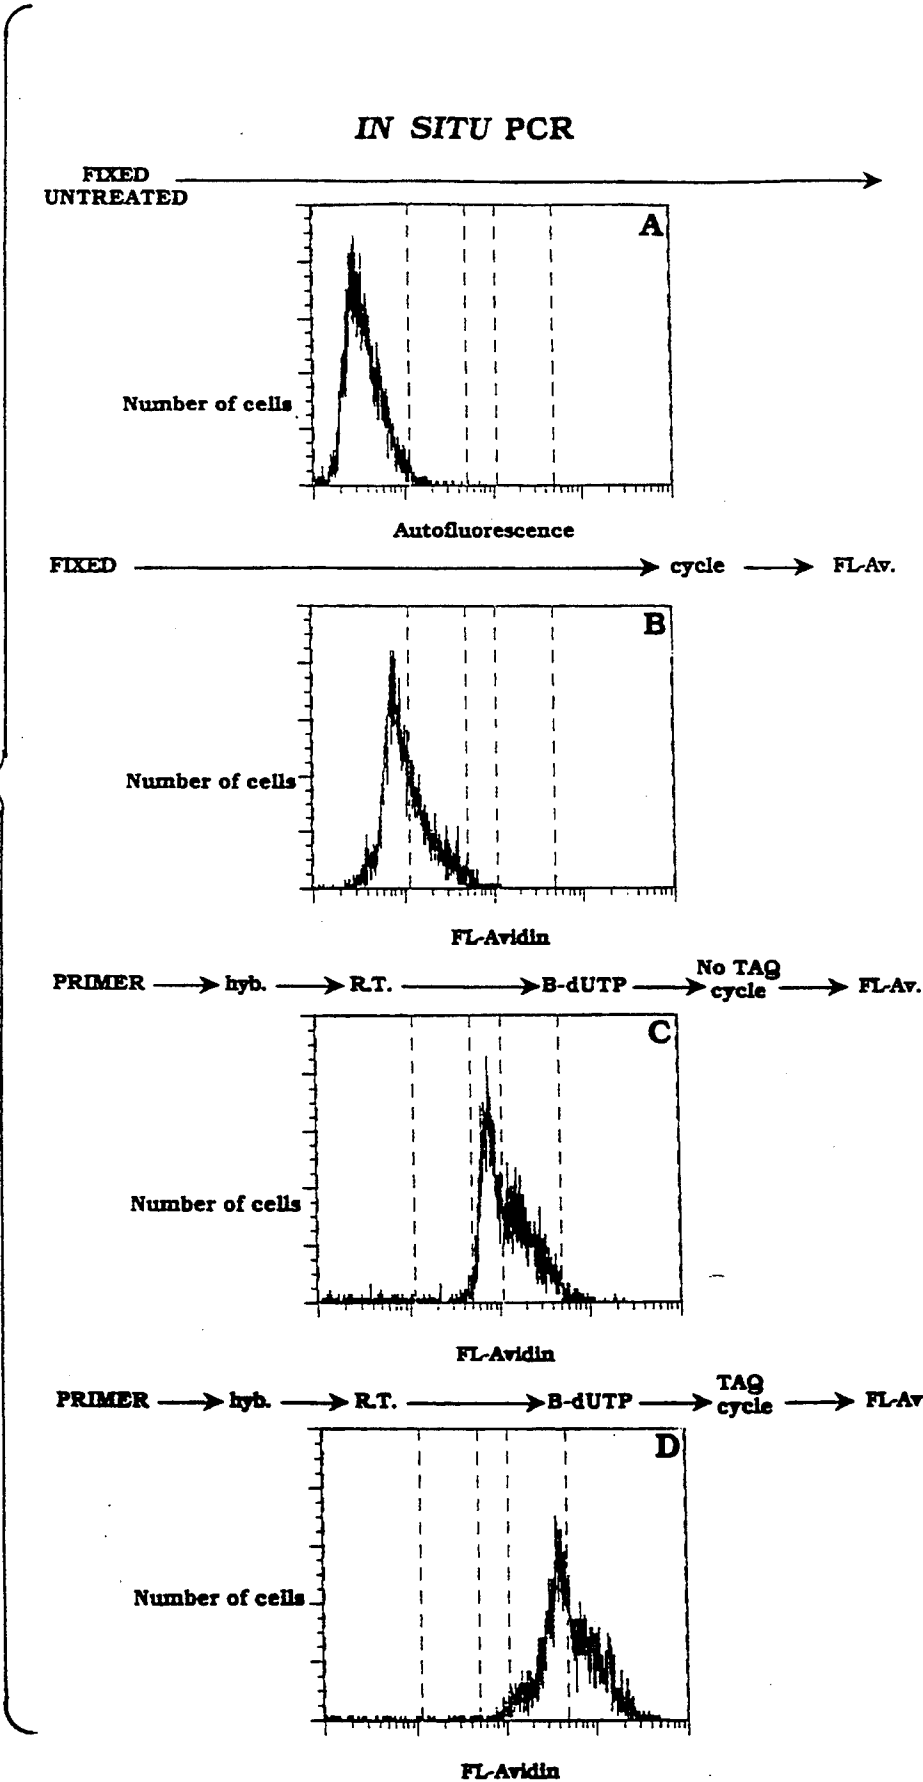 IN SITU PCR
FIXED
UNTREATED
A
Number of cells
Autofluorescence
FIXED cycle FL-Av.
B
Number of cells
FL-Avidin
PRIMER hyb. R.T. B-dUTP No TAQ cycle FL-Av.
C
Number of cells
FL-Avidin
PRIMER hyb. R.T. B-dUTP TAQ cycle FL-Av
D
Number of cells
FL-Avidin